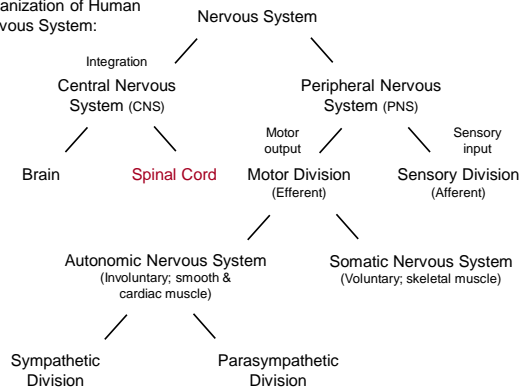 anization of Human
vous System:
Nervous System
Integration
Central Nervous
System (CNS)
Peripheral Nervous
System (PNS)
Motor
output
Sensory
input
Brain
Spinal Cord
Motor Division
(Efferent)
Sensory Division
(Afferent)
Autonomic Nervous System
(Involuntary; smooth &
cardiac muscle)
Somatic Nervous System
(Voluntary; skeletal muscle)
Sympathetic
Division
Parasympathetic
Division